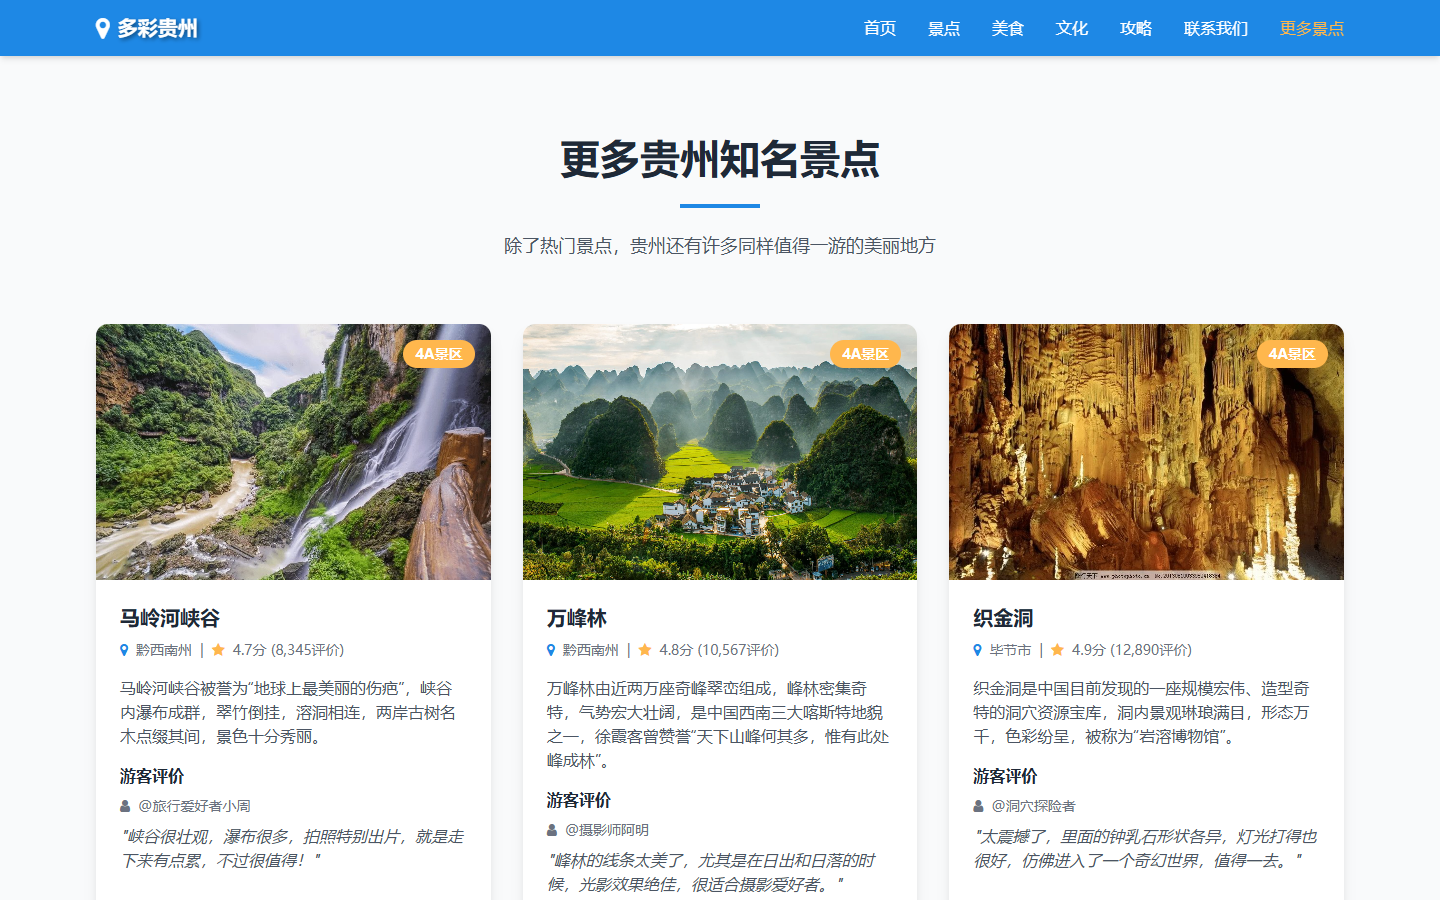 多彩贵州
首页 景点 美食 文化 攻略 联系我们 更多景点
更多贵州知名景点
除了热门景点，贵州还有许多同样值得一游的美丽地方
4A景区
马岭河峡谷
黔西南州 | 4.7分 (8,345评价)
马岭河峡谷被誉为“地球上最美丽的伤疤”，峡谷
内瀑布成群，翠竹倒挂，溶洞相连，两岸古树名
木点缀其间，景色十分秀丽。
游客评价
@旅行爱好者小周
"峡谷很壮观，瀑布很多，拍照特别出片，就是走
下来有点累，不过很值得！"
4A景区
万峰林
黔西南州 | 4.8分 (10,567评价)
万峰林由近两万座奇峰翠峦组成，峰林密集奇
特，气势宏大壮阔，是中国西南三大喀斯特地貌
之一，徐霞客曾赞誉“天下山峰何其多，惟有此处
峰成林”。
游客评价
@摄影师阿明
"峰林的线条太美了，尤其是在日出和日落的时
候，光影效果绝佳，很适合摄影爱好者。"
4A景区
织金洞
毕节市 | 4.9分 (12,890评价)
织金洞是中国目前发现的一座规模宏伟、造型奇
特的洞穴资源宝库，洞内景观琳琅满目，形态万
千，色彩纷呈，被称为“岩溶博物馆”。
游客评价
@洞穴探险者
"太震撼了，里面的钟乳石形状各异，灯光打得也
很好，仿佛进入了一个奇幻世界，值得一去。"